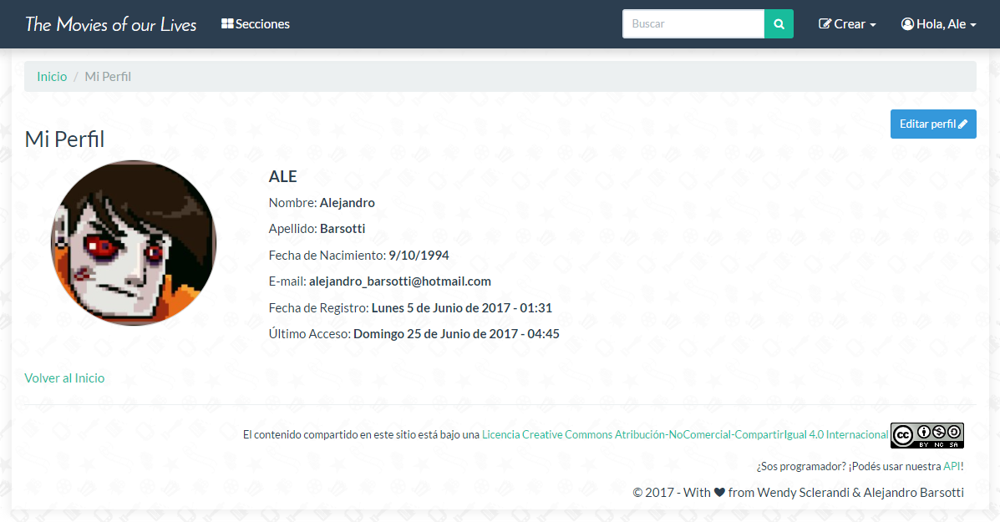 The Movies of our Lives Secciones Buscar Crear Hola, Ale
Inicio / Mi Perfil
Editar perfil
Mi Perfil
ALE
Nombre: Alejandro
Apellido: Barsotti
Fecha de Nacimiento: 9/10/1994
E-mail: alejandro_barsotti@hotmail.com
Fecha de Registro: Lunes 5 de Junio de 2017 - 01:31
Último Acceso: Domingo 25 de Junio de 2017 - 04:45
Volver al Inicio
El contenido compartido en este sitio está bajo una Licencia Creative Commons Atribución-NoComercial-CompartirIgual 4.0 Internacional cc BY NC SA
¿Sos programador? ¡Podés usar nuestra API!
© 2017 - With ♥ from Wendy Sclerandi & Alejandro Barsotti